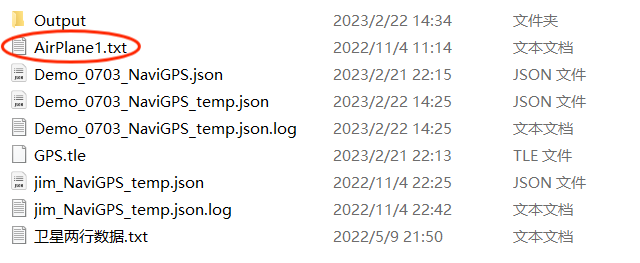 Output 2023/2/22 14:34 文件夹
AirPlane1.txt 2022/11/4 11:14 文本文档
Demo_0703_NaviGPS.json 2023/2/21 22:15 JSON 文件
Demo_0703_NaviGPS_temp.json 2023/2/22 14:25 JSON 文件
Demo_0703_NaviGPS_temp.json.log 2023/2/22 14:25 文本文档
GPS.tle 2023/2/21 22:13 TLE 文件
jim_NaviGPS_temp.json 2022/11/4 22:25 JSON 文件
jim_NaviGPS_temp.json.log 2022/11/4 22:42 文本文档
卫星两行数据.txt 2022/5/9 21:50 文本文档